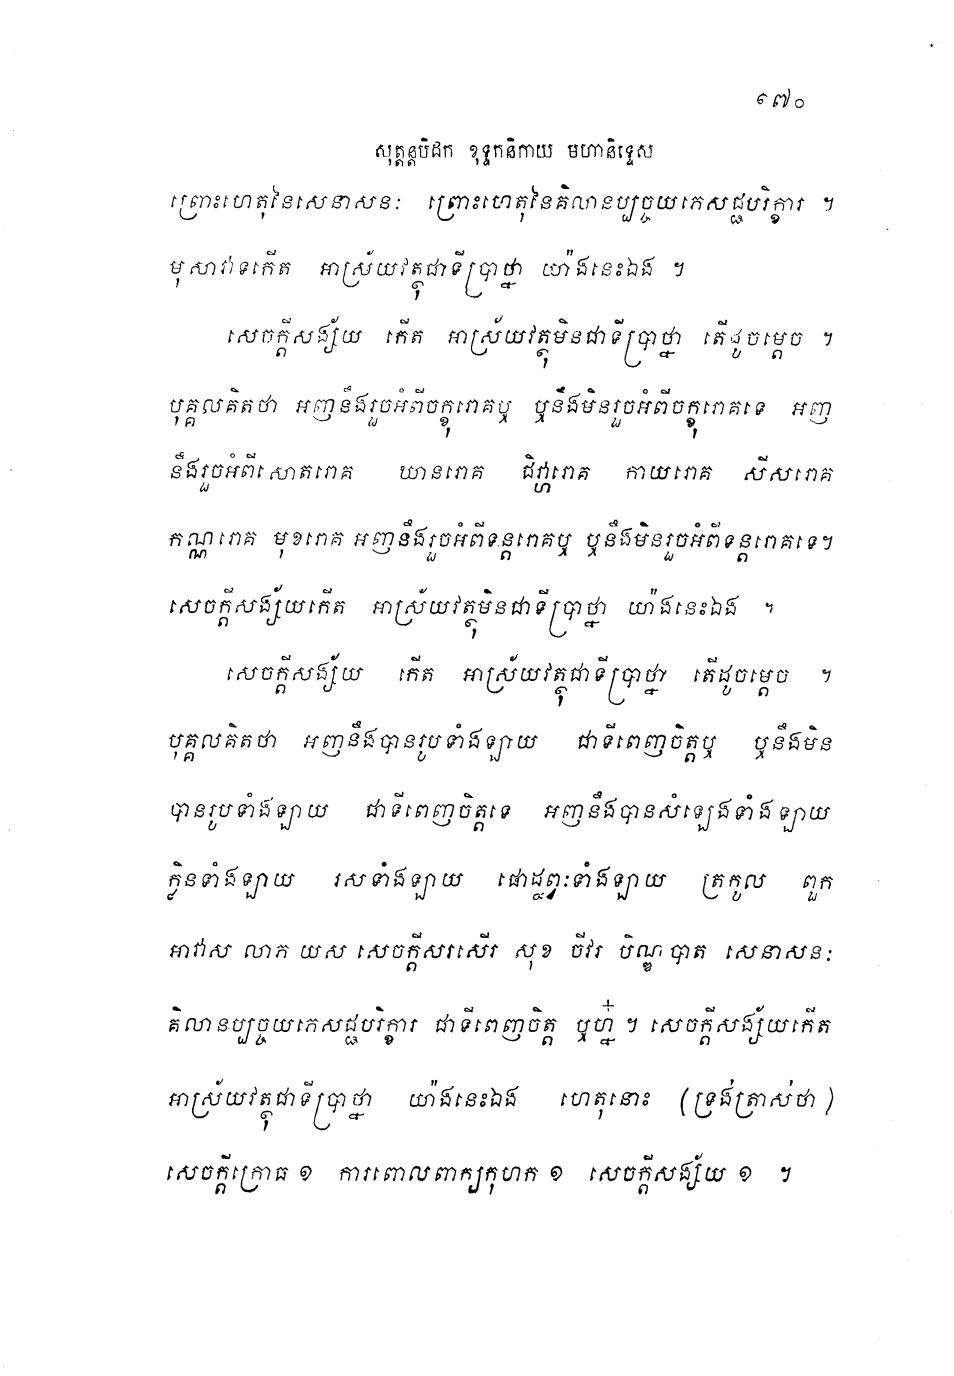 ១៧០
សុត្តន្តបិដក ខុទ្ទកនិកាយ មហានិទ្ទេស
ព្រោះហេតុនៃសេនាសនៈ ព្រោះហេតុនៃគិលានប្បច្ចយភេសជ្ជបរិក្ខារ ។
មុសាវាទកើត អាស្រ័យវត្ថុជាទីប្រាថ្នា យ៉ាងនេះឯង ។
សេចក្តីសង្ស័យ កើត អាស្រ័យវត្ថុមិនជាទីប្រាថ្នា តើដូចម្តេច ។
បុគ្គលគិតថា អញនឹងរួចអំពីចក្ខុរោគឬ ឬនឹងមិនរួចអំពីចក្ខុរោគទេ អញ
នឹងរួចអំពីសោតរោគ ឃានរោគ ជិវ្ហារោគ កាយរោគ សីសរោគ
កណ្ណរោគ មុខរោគ អញនឹងរួចអំពីទន្តរោគឬ ឬនឹងមិនរួចអំពីទន្តរោគទេ។
សេចក្តីសង្ស័យកើត អាស្រ័យវត្ថុមិនជាទីប្រាថ្នា យ៉ាងនេះឯង ។
សេចក្តីសង្ស័យ កើត អាស្រ័យវត្ថុជាទីប្រាថ្នា តើដូចម្តេច ។
បុគ្គលគិតថា អញនឹងបានរូបទាំងឡាយ ជាទីពេញចិត្តឬ ឬនឹងមិន
បានរូបទាំងឡាយ ជាទីពេញចិត្តទេ អញនឹងបានសំឡេងទាំងឡាយ
ក្លិនទាំងឡាយ រសទាំងឡាយ ផោដ្ឋព្វៈទាំងឡាយ ត្រកូល ពួក
អាវាស លាភ យស សេចក្តីសរសើរ សុខ ចីវរ បិណ្ឌបាត សេនាសនៈ
គិលានប្បច្ចយភេសជ្ជបរិក្ខារ ជាទីពេញចិត្ត ឬហ្ន៎ ។ សេចក្តីសង្ស័យកើត
អាស្រ័យវត្ថុជាទីប្រាថ្នា យ៉ាងនេះឯង ហេតុនោះ (ទ្រង់ត្រាស់ថា)
សេចក្តីក្រោធ ១ ការពោលពាក្យកុហក ១ សេចក្តីសង្ស័យ ១ ។